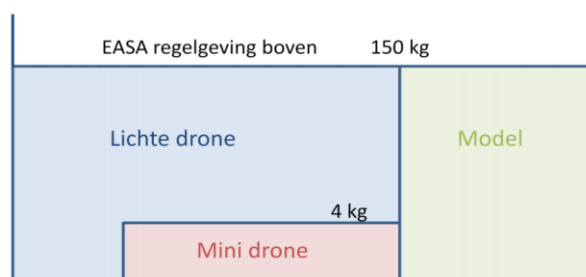 EASA regelgeving boven 150 kg
Lichte drone
Model
4 kg
Mini drone